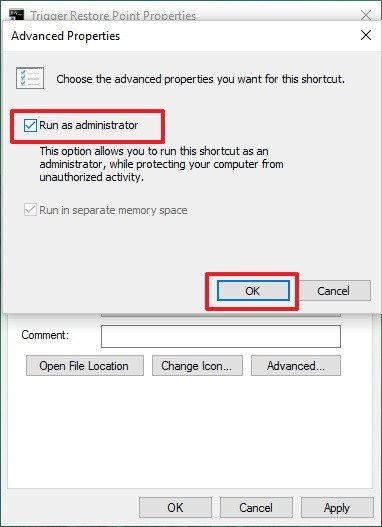 Trigger Restore Point Properties
Advanced Properties
Choose the advanced properties you want for this shortcut.
Run as administrator
This option allows you to run this shortcut as an
administrator, while protecting your computer from
unauthorized activity.
Run in separate memory space
OK Cancel
Comment:
Open File Location Change Icon... Advanced...
OK Cancel Apply